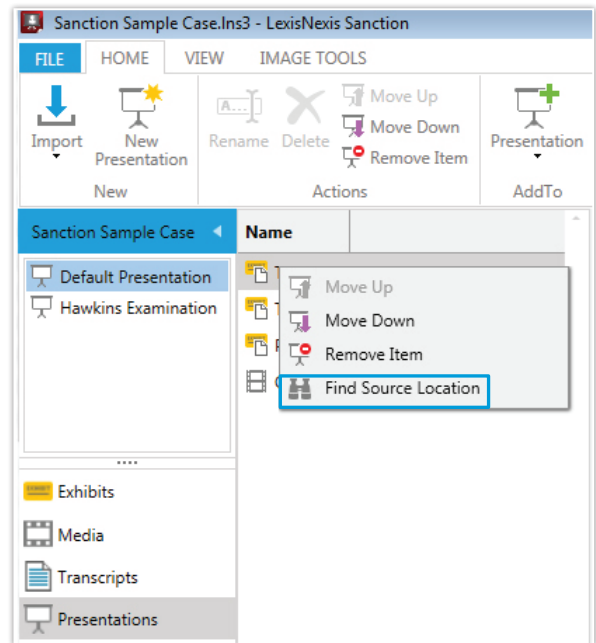 Sanction Sample Case.lns3 - LexisNexis Sanction
FILE HOME VIEW IMAGE TOOLS
Import
New Presentation
New
A...
Rename
Delete
Move Up
Move Down
Remove Item
Actions
Presentation
AddTo
Sanction Sample Case
Name
Default Presentation
Hawkins Examination
Move Up
Move Down
Remove Item
Find Source Location
EXHIBIT
Exhibits
Media
Transcripts
Presentations